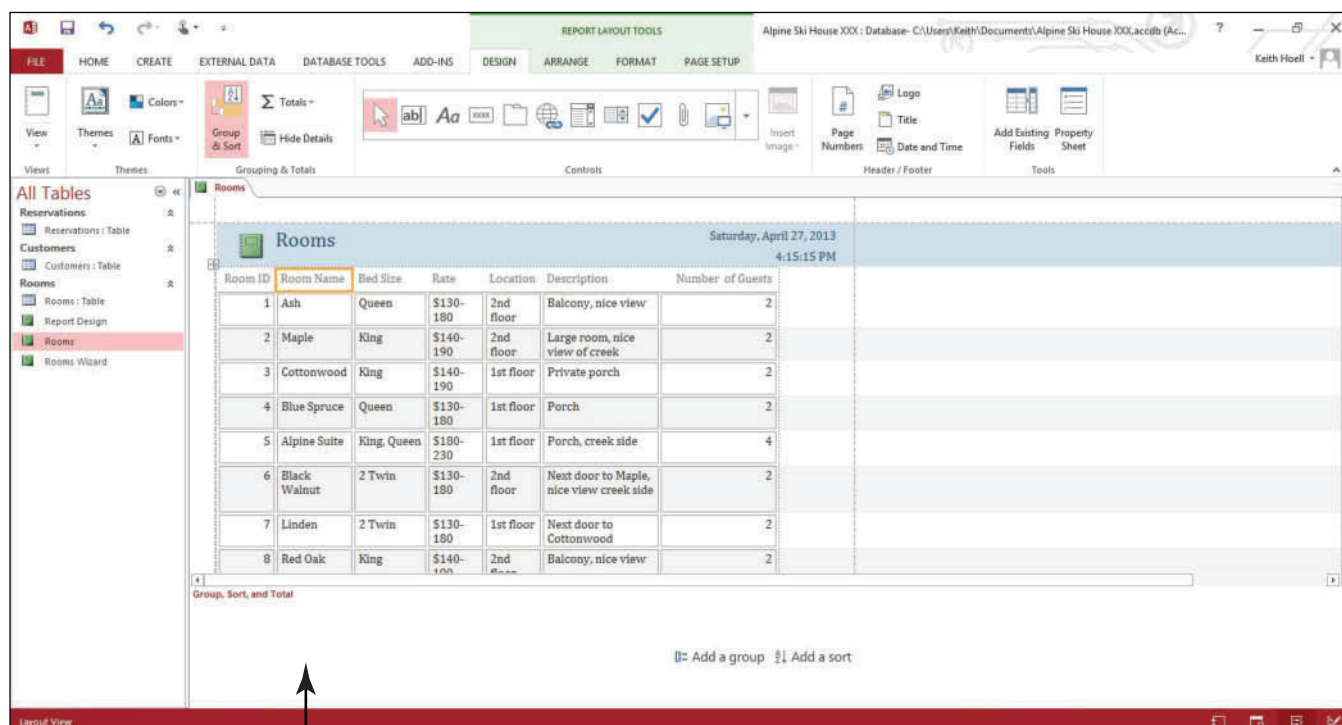 REPORT LAYOUT TOOLS
Alpine Ski House XXX : Database- C:\Users\Keith\Documents\Alpine Ski House XXX.accdb (Ac...
?
FILE HOME CREATE EXTERNAL DATA DATABASE TOOLS ADD-INS DESIGN ARRANGE FORMAT PAGE SETUP
Keith Hoell
View
Themes
Colors
Fonts
Group & Sort
Totals
Hide Details
Insert Image
Page Numbers
Logo
Title
Date and Time
Add Existing Fields
Property Sheet
Views Themes Grouping & Totals Controls Header / Footer Tools
All Tables
Reservations
Reservations : Table
Customers
Customers : Table
Rooms
Rooms : Table
Report Design
Rooms
Rooms Wizard
Rooms
Rooms
Saturday, April 27, 2013
4:15:15 PM
Room ID Room Name Bed Size Rate Location Description Number of Guests
1 Ash Queen $130-180 2nd floor Balcony, nice view 2
2 Maple King $140-190 2nd floor Large room, nice view of creek 2
3 Cottonwood King $140-190 1st floor Private porch 2
4 Blue Spruce Queen $130-180 1st floor Porch 2
5 Alpine Suite King, Queen $180-230 1st floor Porch, creek side 4
6 Black Walnut 2 Twin $130-180 2nd floor Next door to Maple, nice view creek side 2
7 Linden 2 Twin $130-180 1st floor Next door to Cottonwood 2
8 Red Oak King $140- 2nd Balcony, nice view 2
Group, Sort, and Total
Add a group Add a sort
Layout View